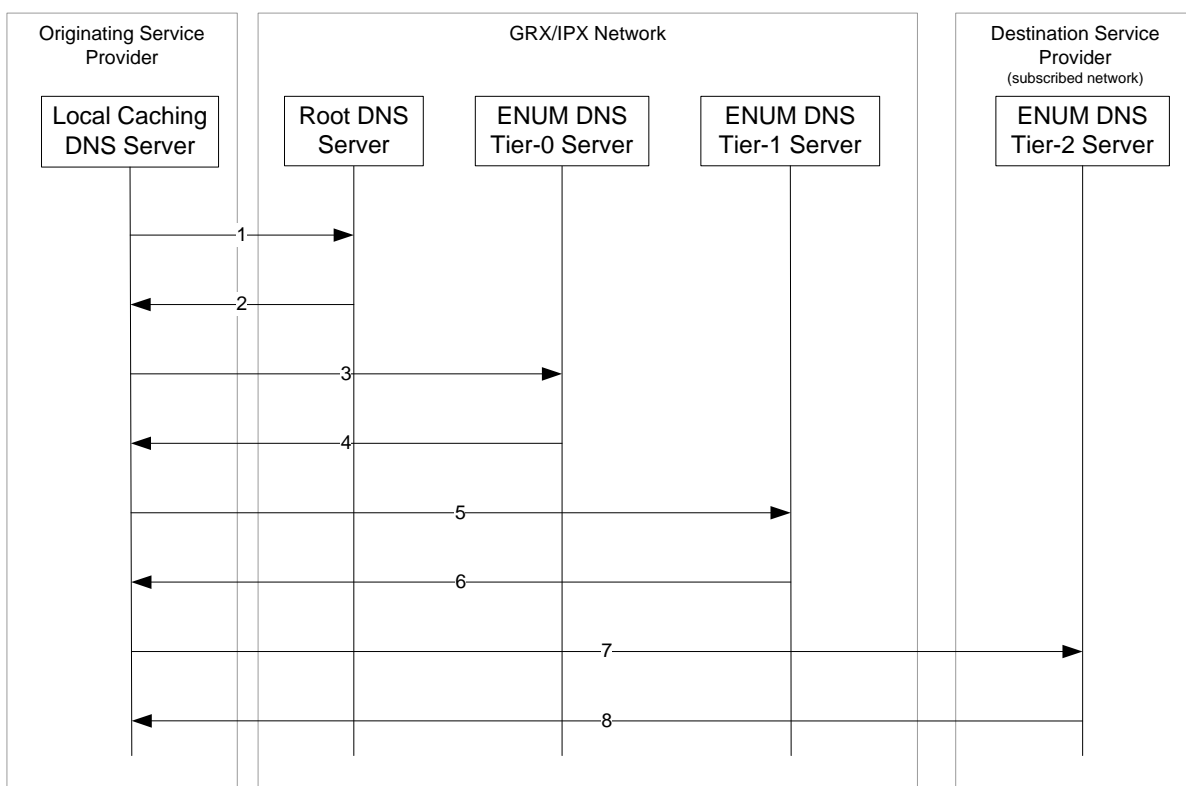 Originating Service
Provider
GRX/IPX Network
Destination Service
Provider
(subscribed network)
Local Caching
DNS Server
Root DNS
Server
ENUM DNS
Tier-0 Server
ENUM DNS
Tier-1 Server
ENUM DNS
Tier-2 Server
1
2
3
4
5
6
7
8